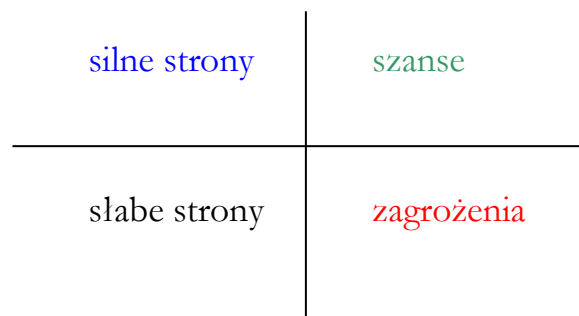 silne strony
szanse
słabe strony
zagrożenia